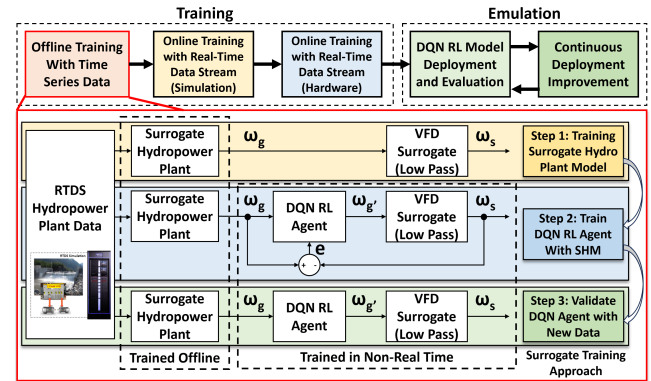 Training
Emulation
Offline Training
With Time
Series Data
Online Training
with Real-Time
Data Stream
(Simulation)
Online Training
with Real-Time
Data Stream
(Hardware)
DQN RL Model
Deployment
and Evaluation
Continuous
Deployment
Improvement
RTDS
Hydropower
Plant Data
RTDS Emulation
Surrogate
Hydropower
Plant
ωg
VFD
Surrogate
(Low Pass)
ωs
Step 1: Training
Surrogate Hydro
Plant Model
Surrogate
Hydropower
Plant
ωg
DQN RL
Agent
ωg'
VFD
Surrogate
(Low Pass)
ωs
e
+ -
Step 2: Train
DQN RL Agent
With SHM
Surrogate
Hydropower
Plant
ωg
DQN RL
Agent
ωg'
VFD
Surrogate
(Low Pass)
ωs
Step 3: Validate
DQN Agent with
New Data
Trained Offline
Trained in Non-Real Time
Surrogate Training
Approach